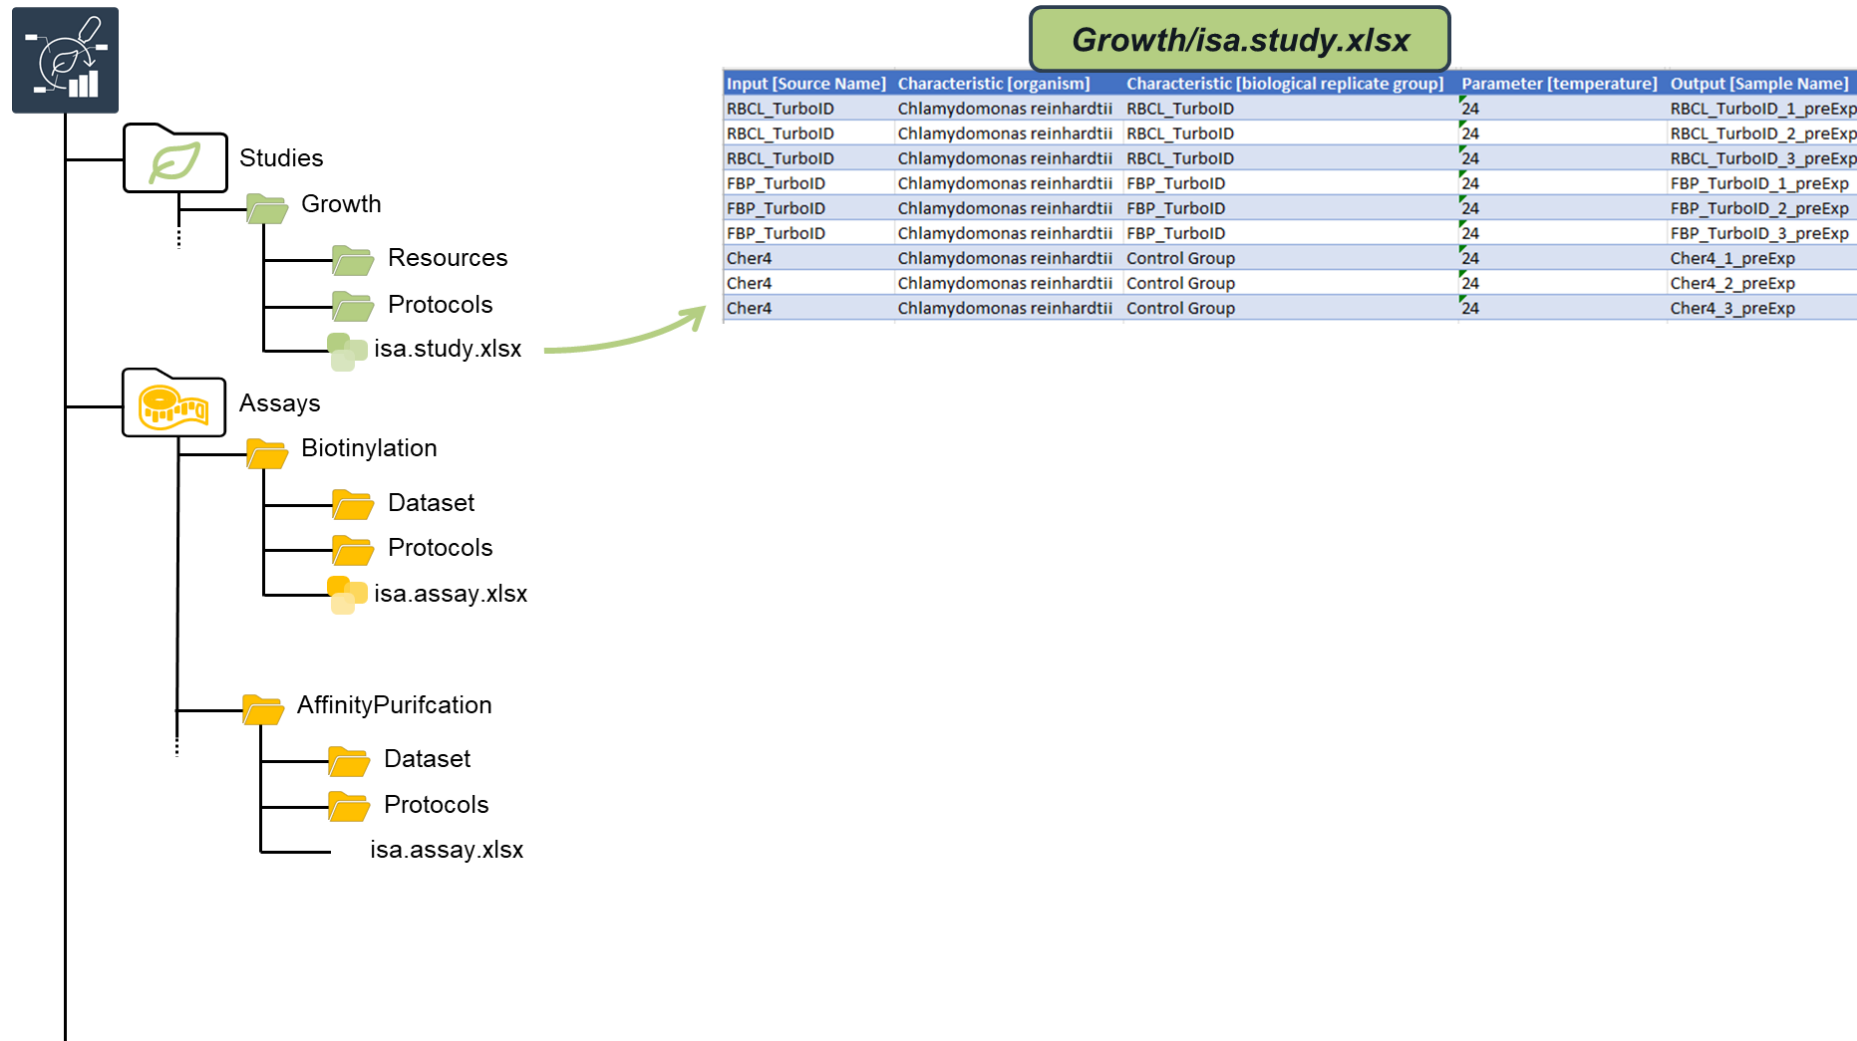 Growth/isa.study.xlsx
Input [Source Name] Characteristic [organism] Characteristic [biological replicate group] Parameter [temperature] Output [Sample Name]
RBCL_TurboID Chlamydomonas reinhardtii RBCL_TurboID 24 RBCL_TurboID_1_preExp
RBCL_TurboID Chlamydomonas reinhardtii RBCL_TurboID 24 RBCL_TurboID_2_preExp
RBCL_TurboID Chlamydomonas reinhardtii RBCL_TurboID 24 RBCL_TurboID_3_preExp
FBP_TurboID Chlamydomonas reinhardtii FBP_TurboID 24 FBP_TurboID_1_preExp
FBP_TurboID Chlamydomonas reinhardtii FBP_TurboID 24 FBP_TurboID_2_preExp
FBP_TurboID Chlamydomonas reinhardtii FBP_TurboID 24 FBP_TurboID_3_preExp
Cher4 Chlamydomonas reinhardtii Control Group 24 Cher4_1_preExp
Cher4 Chlamydomonas reinhardtii Control Group 24 Cher4_2_preExp
Cher4 Chlamydomonas reinhardtii Control Group 24 Cher4_3_preExp
Studies
Growth
Resources
Protocols
isa.study.xlsx
Assays
Biotinylation
Dataset
Protocols
isa.assay.xlsx
AffinityPurifcation
Dataset
Protocols
isa.assay.xlsx